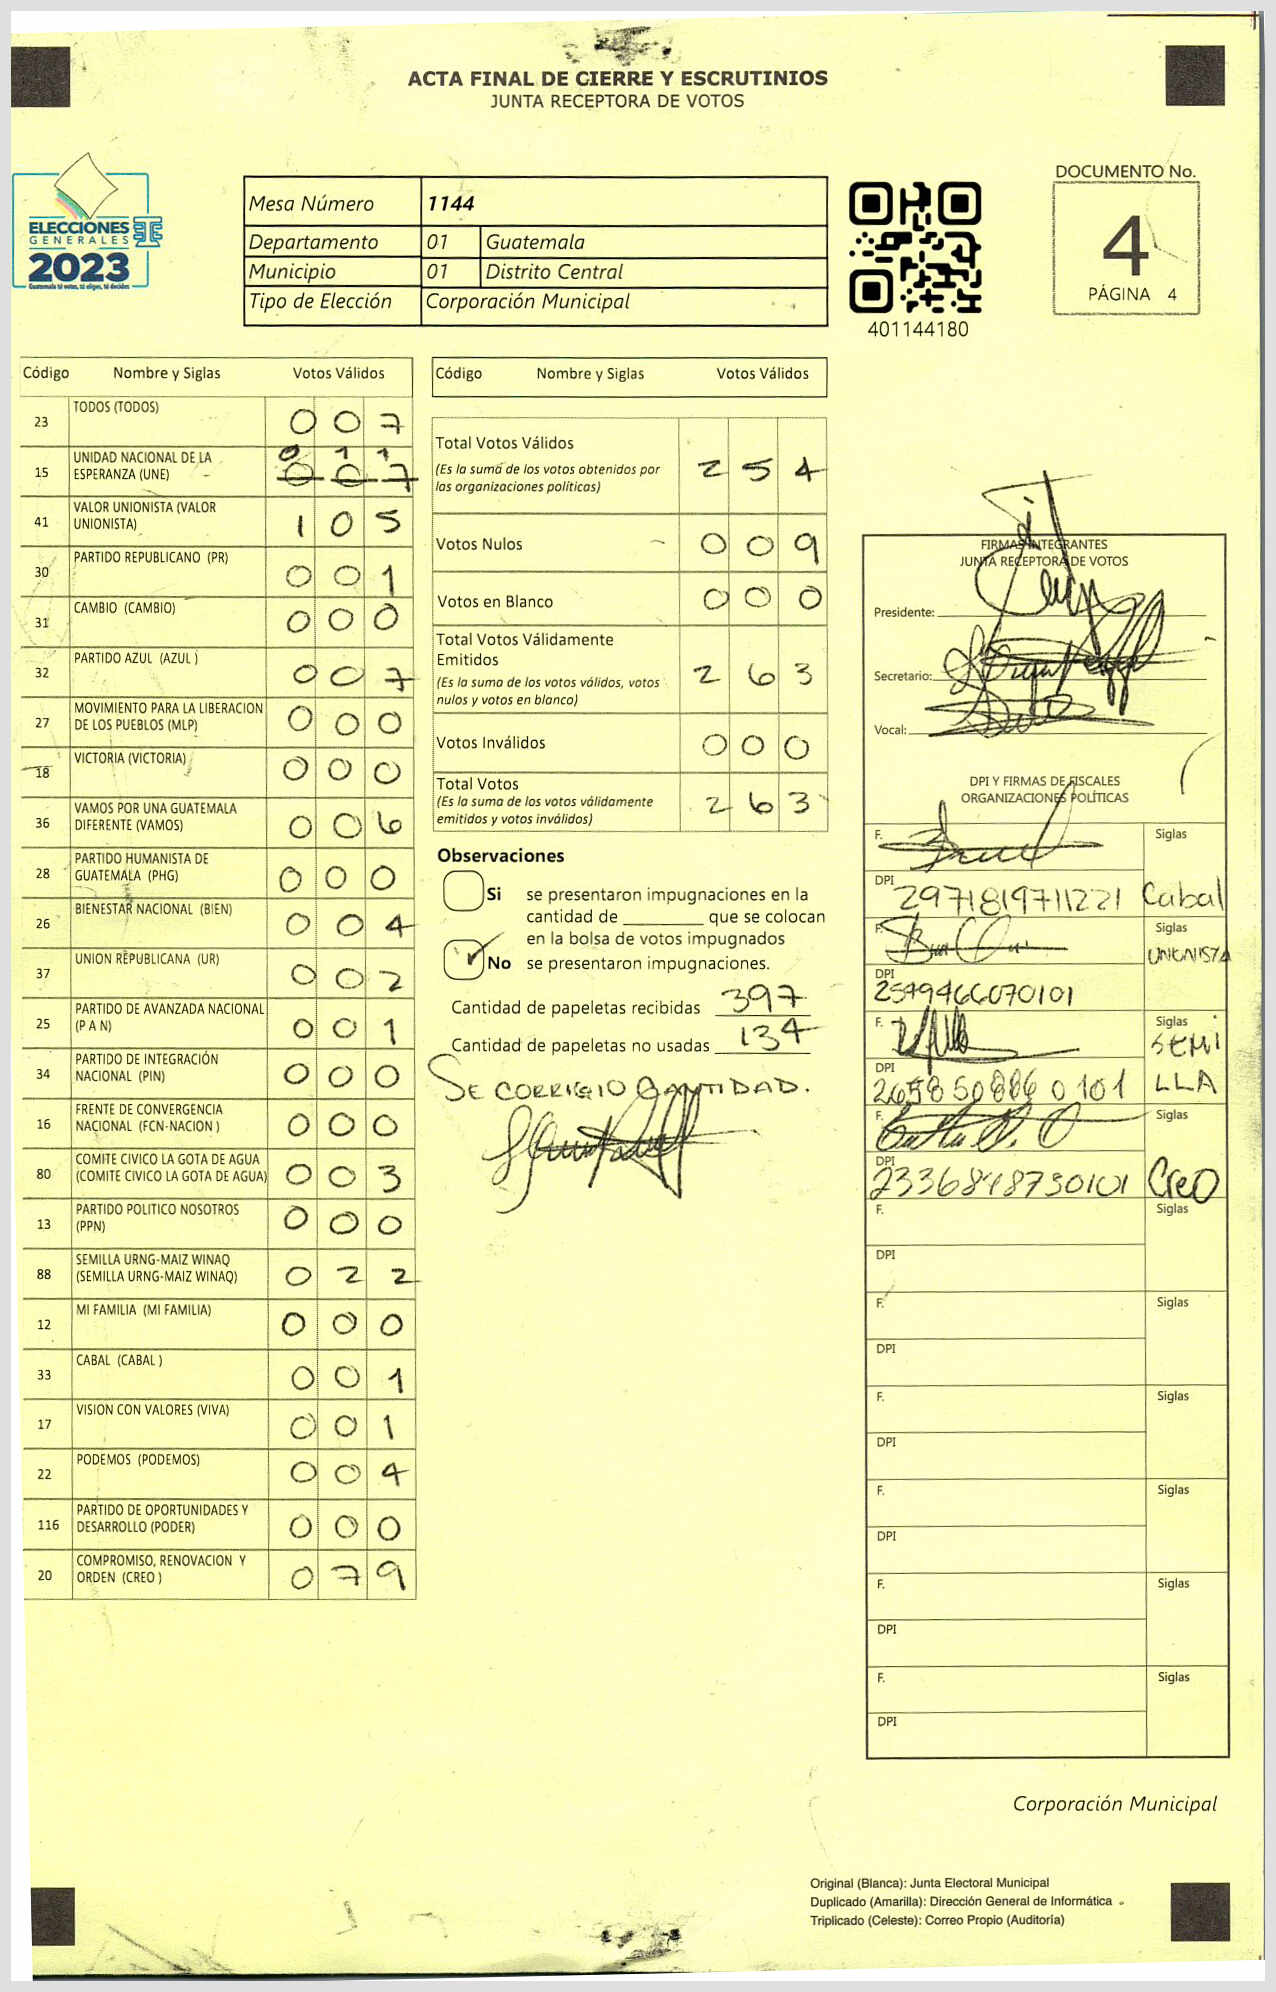 ACTA FINAL DE CIERRE Y ESCRUTINIOS
JUNTA RECEPTORA DE VOTOS
ELECCIONES
GENERALES
2023
Guatemala tú votas, tú eliges, tú decides
Mesa Número 1144
Departamento 01 Guatemala
Municipio 01 Distrito Central
Tipo de Elección Corporación Municipal
401144180
DOCUMENTO No.
4
PÁGINA 4
Código Nombre y Siglas Votos Válidos
23 TODOS (TODOS) 0 0 7
15 UNIDAD NACIONAL DE LA ESPERANZA (UNE) 0 1 1 0 0 7
41 VALOR UNIONISTA (VALOR UNIONISTA) 1 0 5
30 PARTIDO REPUBLICANO (PR) 0 0 1
31 CAMBIO (CAMBIO) 0 0 0
32 PARTIDO AZUL (AZUL ) 0 0 7
27 MOVIMIENTO PARA LA LIBERACION DE LOS PUEBLOS (MLP) 0 0 0
18 VICTORIA (VICTORIA) 0 0 0
36 VAMOS POR UNA GUATEMALA DIFERENTE (VAMOS) 0 0 6
28 PARTIDO HUMANISTA DE GUATEMALA (PHG) 0 0 0
26 BIENESTAR NACIONAL (BIEN) 0 0 4
37 UNION REPUBLICANA (UR) 0 0 2
25 PARTIDO DE AVANZADA NACIONAL (P A N) 0 0 1
34 PARTIDO DE INTEGRACIÓN NACIONAL (PIN) 0 0 0
16 FRENTE DE CONVERGENCIA NACIONAL (FCN-NACION ) 0 0 0
80 COMITE CIVICO LA GOTA DE AGUA (COMITE CIVICO LA GOTA DE AGUA) 0 0 3
13 PARTIDO POLITICO NOSOTROS (PPN) 0 0 0
88 SEMILLA URNG-MAIZ WINAQ (SEMILLA URNG-MAIZ WINAQ) 0 2 2
12 MI FAMILIA (MI FAMILIA) 0 0 0
33 CABAL (CABAL ) 0 0 1
17 VISION CON VALORES (VIVA) 0 0 1
22 PODEMOS (PODEMOS) 0 0 4
116 PARTIDO DE OPORTUNIDADES Y DESARROLLO (PODER) 0 0 0
20 COMPROMISO, RENOVACION Y ORDEN (CREO ) 0 7 9
Código Nombre y Siglas Votos Válidos
Total Votos Válidos 2 5 4
(Es la suma de los votos obtenidos por
las organizaciones políticas)
Votos Nulos 0 0 9
Votos en Blanco 0 0 0
Total Votos Válidamente
Emitidos 2 6 3
(Es la suma de los votos válidos, votos
nulos y votos en blanco)
Votos Inválidos 0 0 0
Total Votos 2 6 3
(Es la suma de los votos válidamente
emitidos y votos inválidos)
Observaciones
Si se presentaron impugnaciones en la
cantidad de ________ que se colocan
en la bolsa de votos impugnados
No se presentaron impugnaciones.
Cantidad de papeletas recibidas 397
Cantidad de papeletas no usadas 134
SE CORRIGIO CANTIDAD.
FIRMAS INTEGRANTES
JUNTA RECEPTORA DE VOTOS
Presidente:
Secretario:
Vocal:
DPI Y FIRMAS DE FISCALES
ORGANIZACIONES POLÍTICAS
F. Siglas
DPI 2971819711221 Cabal
F. Siglas
UNIONISTA
DPI
2549466070101
F. Siglas
SEMI
DPI
2658508860101 LLA
F. Siglas
DPI
2336848730101 CreO
F. Siglas
DPI
F. Siglas
DPI
F. Siglas
DPI
F. Siglas
DPI
F. Siglas
DPI
F. Siglas
DPI
Corporación Municipal
Original (Blanca): Junta Electoral Municipal
Duplicado (Amarilla): Dirección General de Informática
Triplicado (Celeste): Correo Propio (Auditoría)